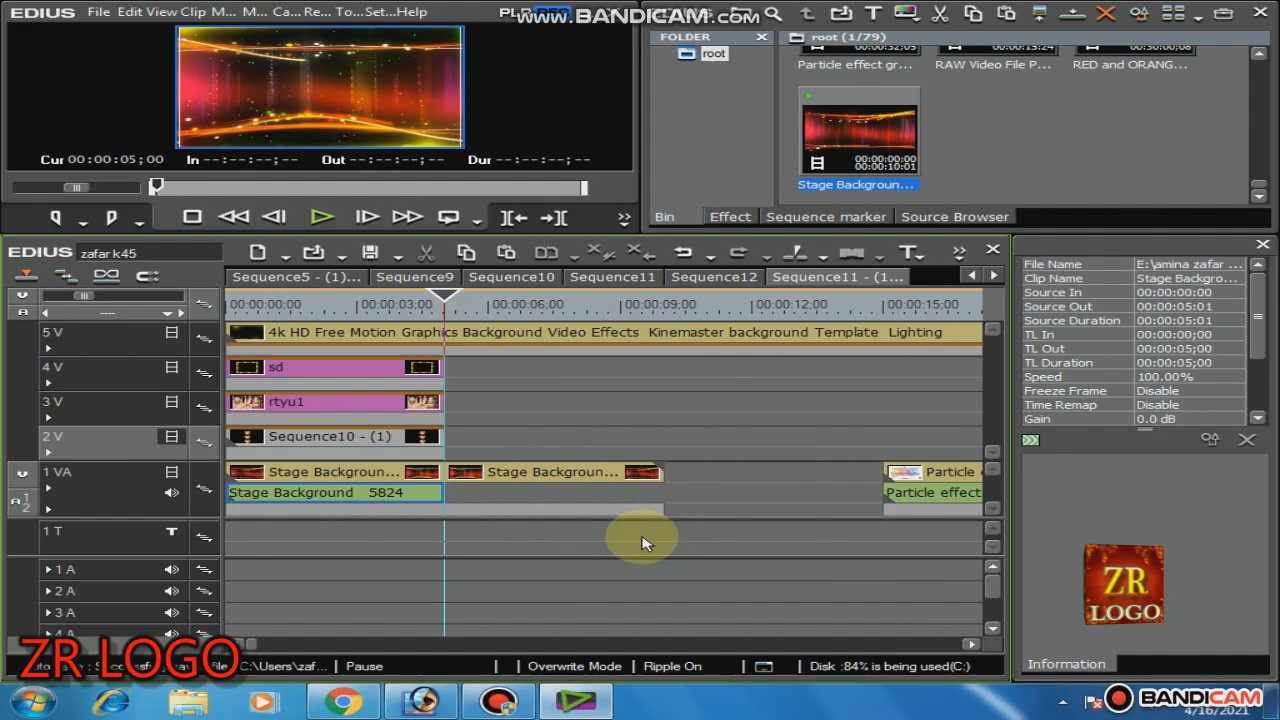 EDIUS File Edit View Clip M... M... Ca...Re... To...Set...Help PLR REC
www.BANDICAM.com
Cur 00:00:05;00 In --:--:--;-- Out --:--:--;-- Dur --:--:--;--
FOLDER
root
root (1/79)
00:00:15:24
00:30:00;08
Particle effect gr...
RAW Video File P...
RED and ORANG...
00:00:00:00
00:00:10:01
Stage Backgroun...
Bin Effect Sequence marker Source Browser
EDIUS zafar k45
Sequence5 - (1)... Sequence9 Sequence10 Sequence11 Sequence12 Sequence11 - (1...
00:00:00;00 00:00:03;00 00:00:06;00 00:00:09;00 00:00:12;00 00:00:15;00
5 V 4k HD Free Motion Graphics Background Video Effects Kinemaster background Template Lighting
4 V sd
3 V rtyu1
2 V Sequence10 - (1)
1 VA Stage Backgroun... Stage Backgroun... Particle
1
2
Stage Background 5824 Particle effect
1 T T
1 A
2 A
3 A
4 A
File Name E:\amina zafar ...
Clip Name Stage Backgroun...
Source In 00:00:00:00
Source Out 00:00:05:01
Source Duration 00:00:05:01
TL In 00:00:00;00
TL Out 00:00:05;00
TL Duration 00:00:05;00
Speed 100.00%
Freeze Frame Disable
Time Remap Disable
Gain 0.0 dB
ZR
LOGO
Information
ZR LOGO
C:\Users\zaf... Pause Overwrite Mode Ripple On Disk :84% is being used(C:)
BANDICAM
4/16/2021